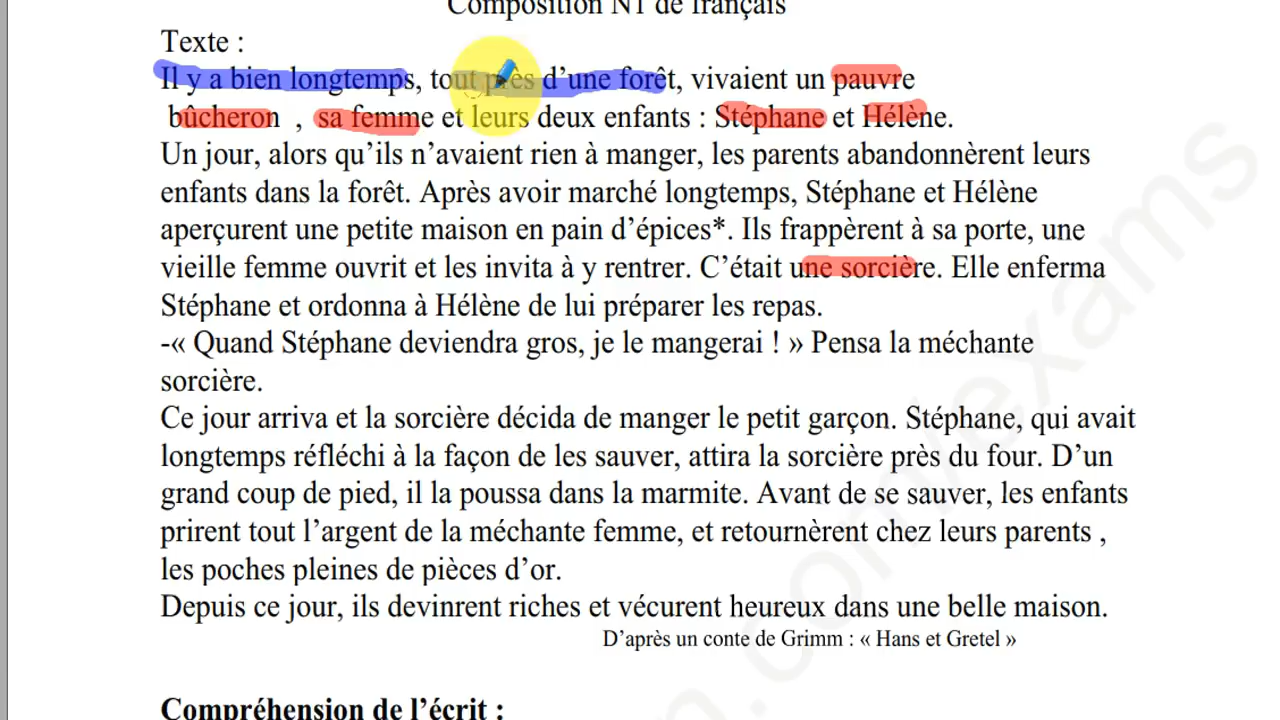 Composition N1 de français
Texte :
Il y a bien longtemps, tout près d’une forêt, vivaient un pauvre
bûcheron , sa femme et leurs deux enfants : Stéphane et Hélène.
Un jour, alors qu’ils n’avaient rien à manger, les parents abandonnèrent leurs
enfants dans la forêt. Après avoir marché longtemps, Stéphane et Hélène
aperçurent une petite maison en pain d’épices*. Ils frappèrent à sa porte, une
vieille femme ouvrit et les invita à y rentrer. C’était une sorcière. Elle enferma
Stéphane et ordonna à Hélène de lui préparer les repas.
-« Quand Stéphane deviendra gros, je le mangerai ! » Pensa la méchante
sorcière.
Ce jour arriva et la sorcière décida de manger le petit garçon. Stéphane, qui avait
longtemps réfléchi à la façon de les sauver, attira la sorcière près du four. D’un
grand coup de pied, il la poussa dans la marmite. Avant de se sauver, les enfants
prirent tout l’argent de la méchante femme, et retournèrent chez leurs parents ,
les poches pleines de pièces d’or.
Depuis ce jour, ils devinrent riches et vécurent heureux dans une belle maison.
D’après un conte de Grimm : « Hans et Gretel »
Compréhension de l’écrit :
n.com/exams